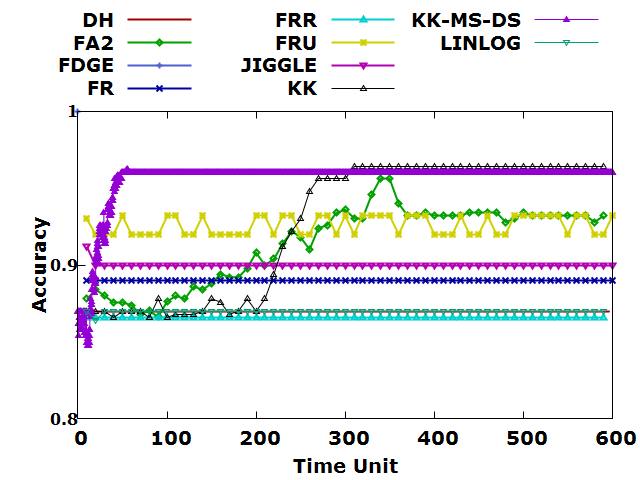 DH FRR KK-MS-DS
FA2 FRU LINLOG
FDGE JIGGLE
FR KK
1
0.9
0.8
Accuracy
0 100 200 300 400 500 600
Time Unit